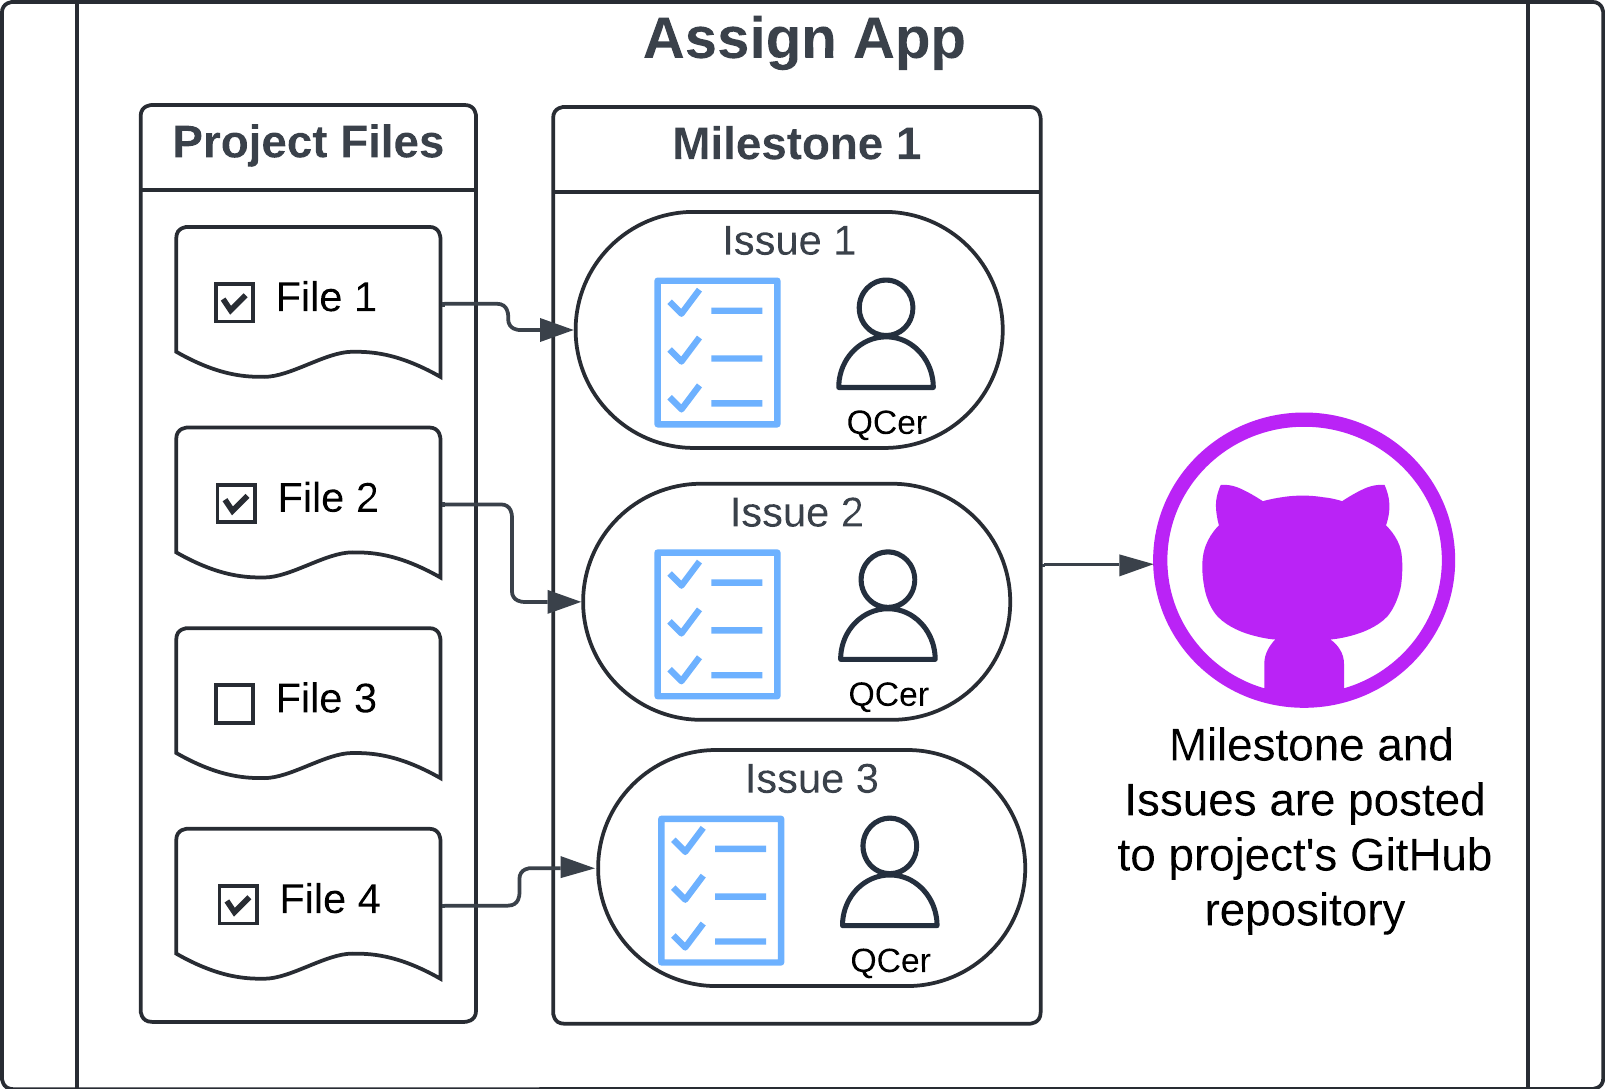 Assign App
Project Files
File 1
File 2
File 3
File 4
Milestone 1
Issue 1
QCer
Issue 2
QCer
Issue 3
QCer
Milestone and
Issues are posted
to project's GitHub
repository